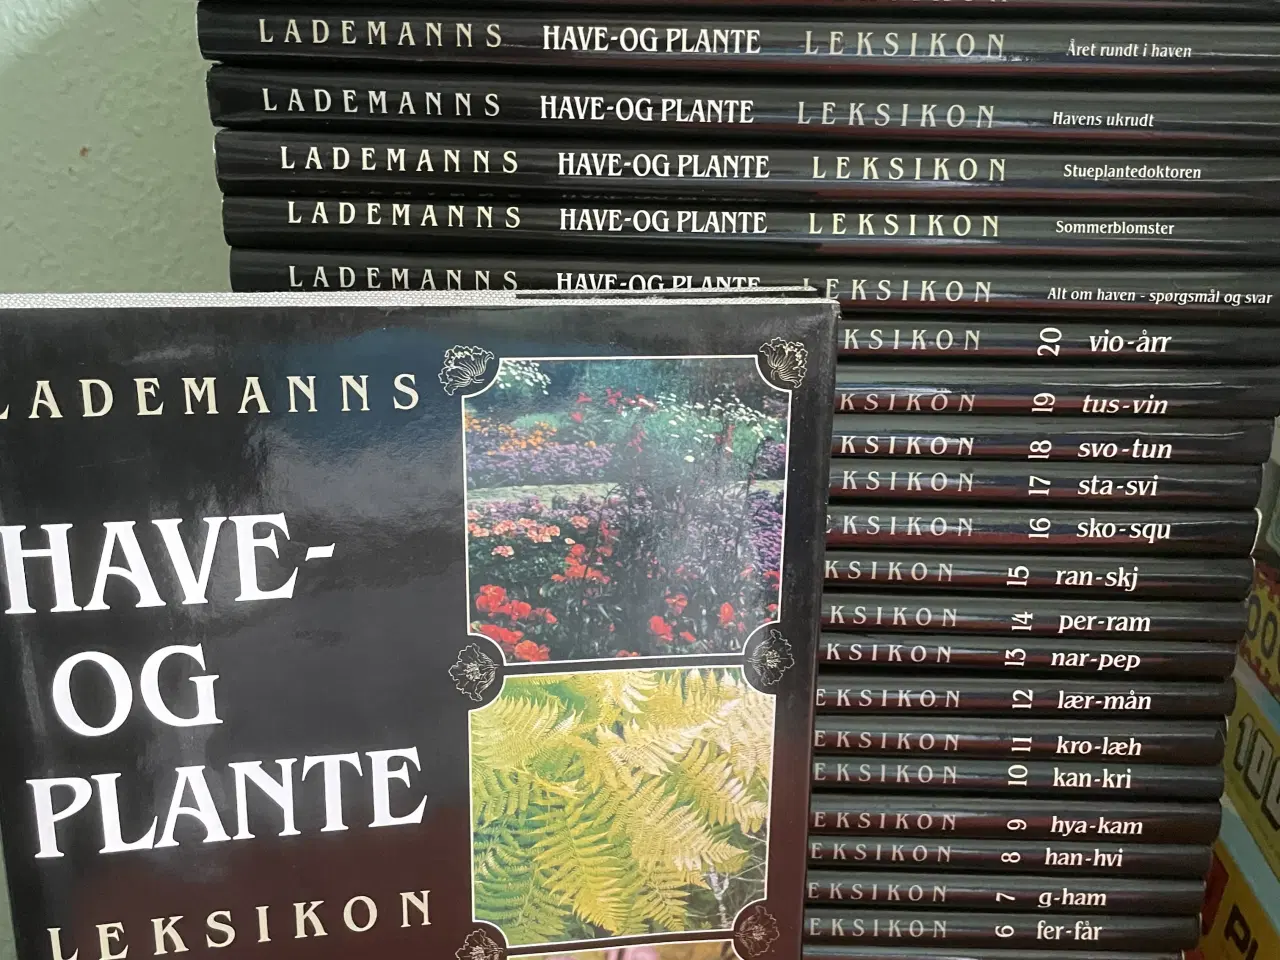 LADEMANNS HAVE-OG PLANTE LEKSIKON Året rundt i haven
LADEMANNS HAVE-OG PLANTE LEKSIKON Havens ukrudt
LADEMANNS HAVE-OG PLANTE LEKSIKON Stueplantedoktoren
LADEMANNS HAVE-OG PLANTE LEKSIKON Sommerblomster
LADEMANNS HAVE-OG PLANTE LEKSIKON Alt om haven - spørgsmål og svar
KSIKON 20 vio-årr
KSIKON 19 tus-vin
KSIKON 18 svo-tun
KSIKON 17 sta-svi
EKSIKON 16 sko-squ
KSIKON 15 ran-skj
KSIKON 14 per-ram
KSIKON 13 nar-pep
EKSIKON 12 lær-mån
EKSIKON 11 kro-læh
EKSIKON 10 kan-kri
EKSIKON 9 hya-kam
EKSIKON 8 han-hvi
EKSIKON 7 g-ham
EKSIKON 6 fer-får
LADEMANNS
HAVE-
OG
PLANTE
LEKSIKON